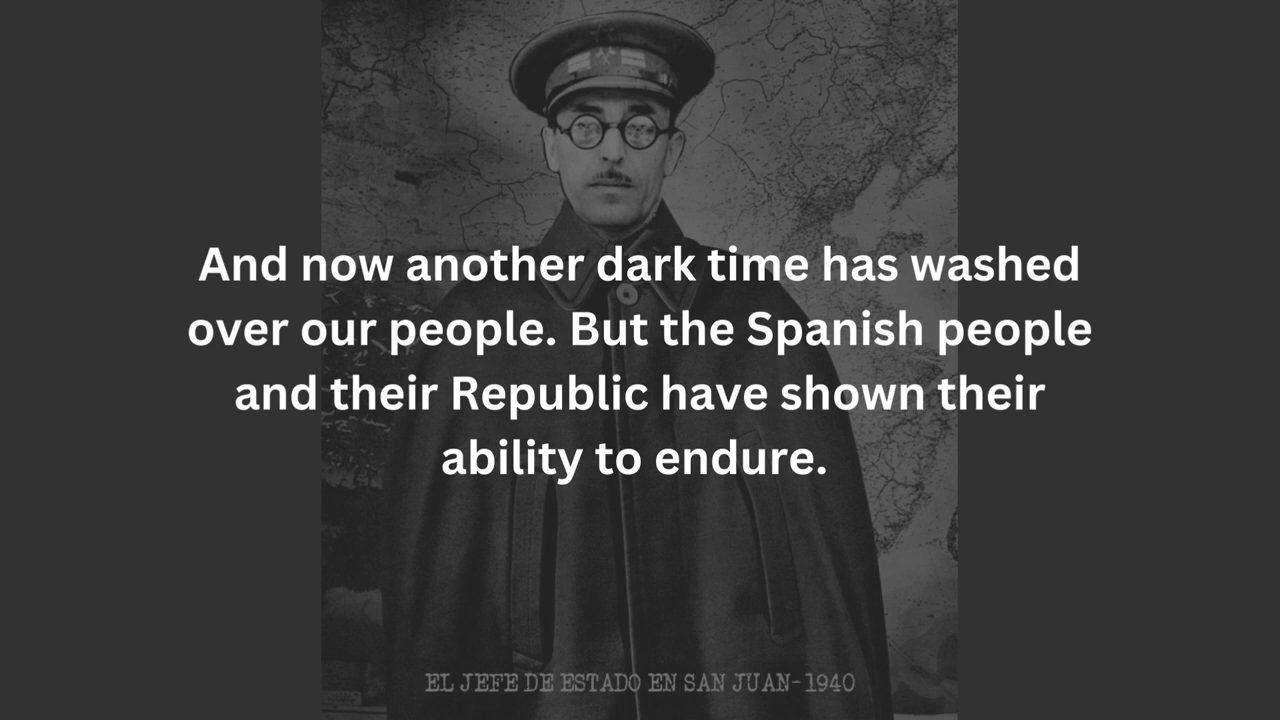 And now another dark time has washed
over our people. But the Spanish people
and their Republic have shown their
ability to endure.
EL JEFE DE ESTADO EN SAN JUAN-1940